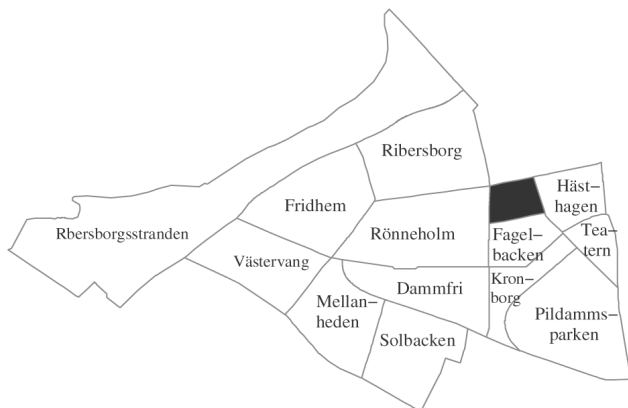 Ribersborg
Häst-
hagen
Fridhem
Rbersborgsstranden
Rönneholm
Fagel-
backen
Tea-
tern
Västervang
Kron-
borg
Dammfri
Mellan-
heden
Pildamms-
parken
Solbacken